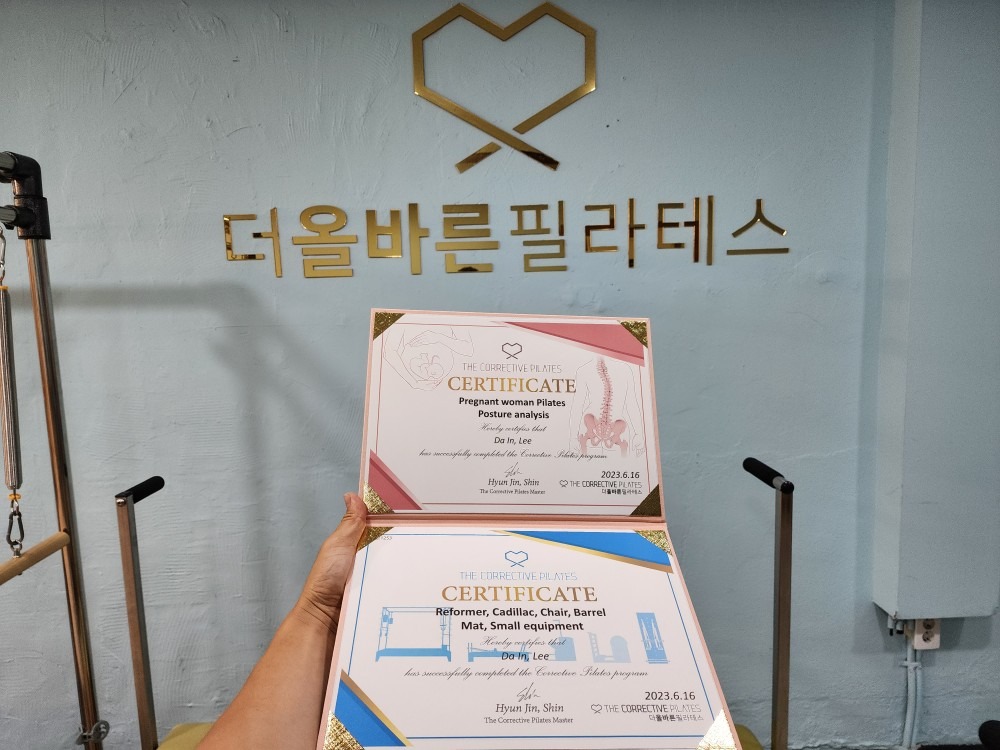 더올바른필라테스
THE CORRECTIVE PILATES
CERTIFICATE
Pregnant woman Pilates
Posture analysis
Hereby certifies that
Da In, Lee
has successfully completed the Corrective Pilates program
2023.6.16
Hyun Jin, Shin
The Corrective Pilates Master
THE CORRECTIVE PILATES
더올바른필라테스
THE CORRECTIVE PILATES
CERTIFICATE
Reformer, Cadillac, Chair, Barrel
Mat, Small equipment
Hereby certifies that
Da In, Lee
has successfully completed the Corrective Pilates program
2023.6.16
Hyun Jin, Shin
The Corrective Pilates Master
THE CORRECTIVE PILATES
더올바른필라테스